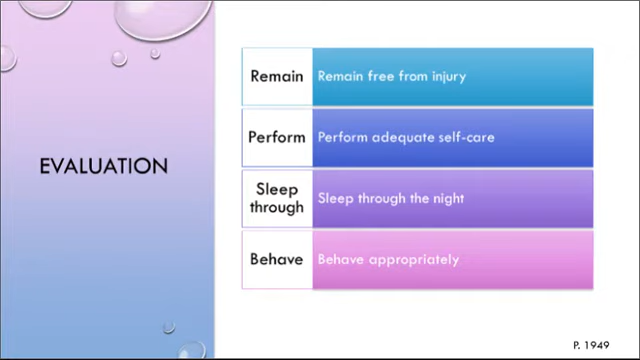 EVALUATION
Remain
Remain free from injury
Perform
Perform adequate self-care
Sleep
through
Sleep through the night
Behave
Behave appropriately
P. 1949